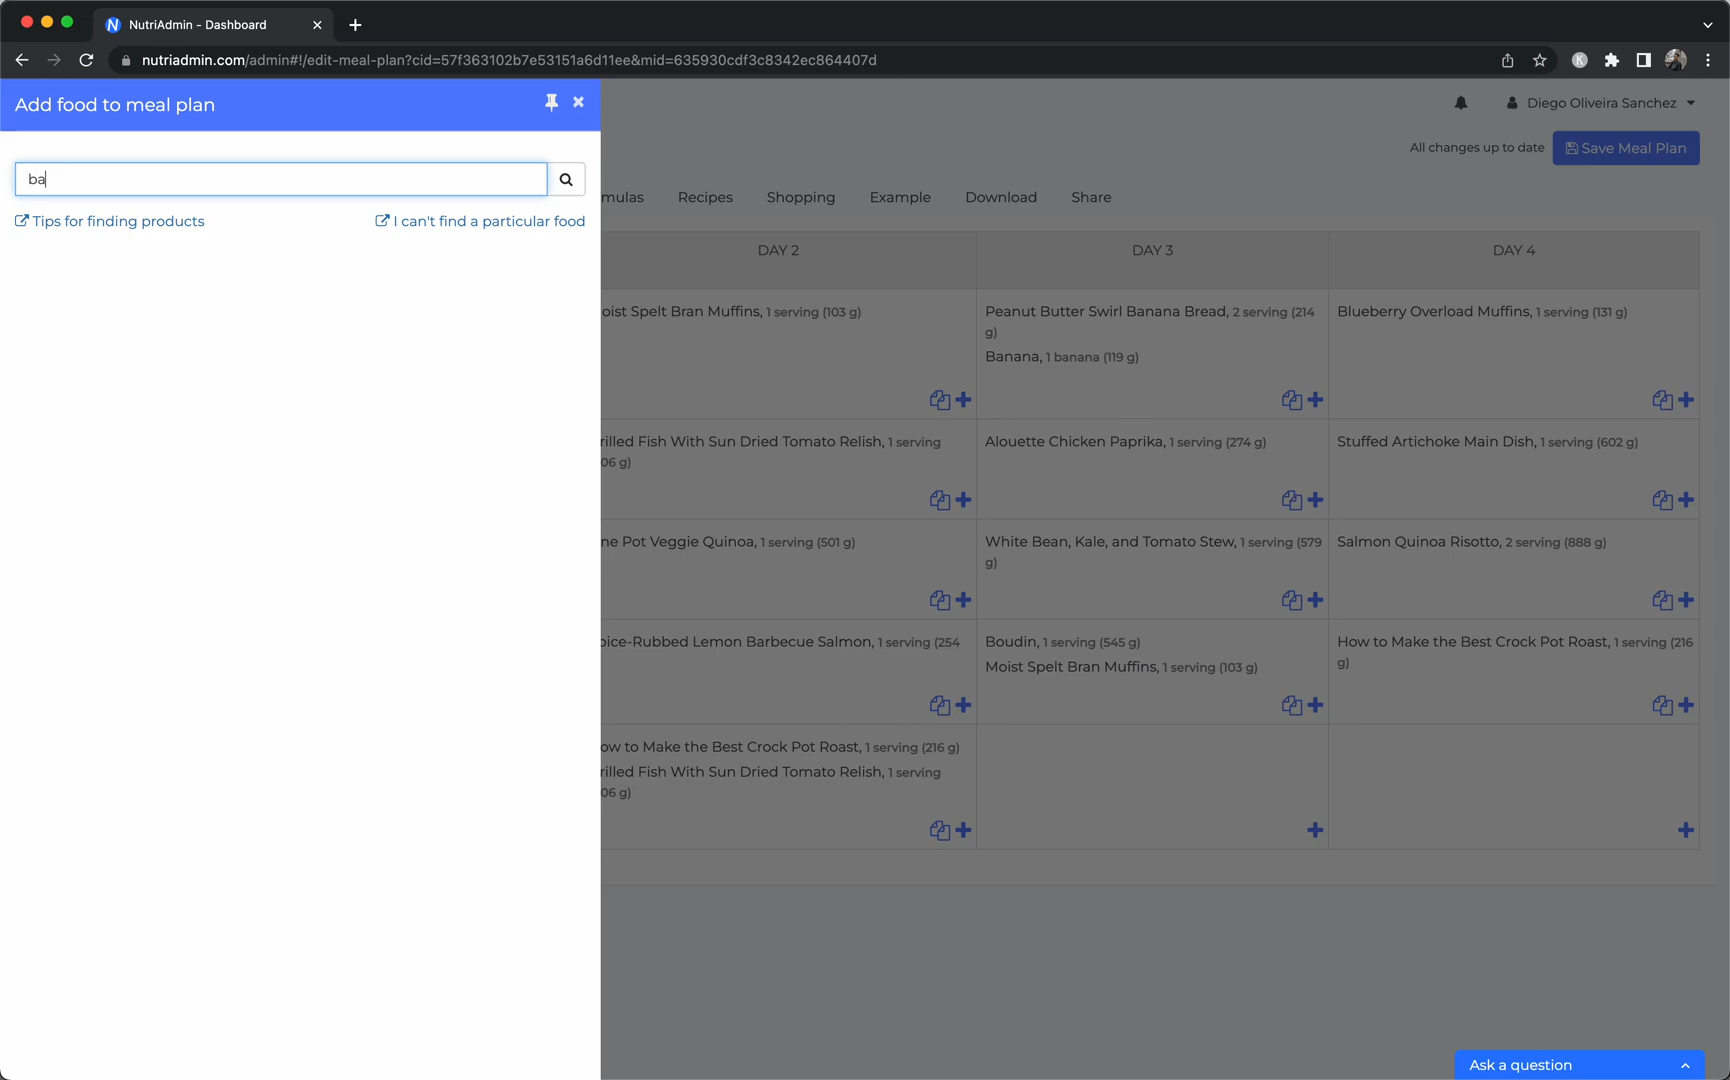 NutriAdmin - Dashboard
nutriadmin.com/admin#!/edit-meal-plan?cid=57f363102b7e53151a6d11ee&mid=635930cdf3c8342ec864407d
Add food to meal plan
Diego Oliveira Sanchez
All changes up to date
Save Meal Plan
ba
Tips for finding products
I can't find a particular food
mulas
Recipes
Shopping
Example
Download
Share
DAY 2
DAY 3
DAY 4
oist Spelt Bran Muffins, 1 serving (103 g)
Peanut Butter Swirl Banana Bread, 2 serving (214
g)
Banana, 1 banana (119 g)
Blueberry Overload Muffins, 1 serving (131 g)
rilled Fish With Sun Dried Tomato Relish, 1 serving
06 g)
Alouette Chicken Paprika, 1 serving (274 g)
Stuffed Artichoke Main Dish, 1 serving (602 g)
ne Pot Veggie Quinoa, 1 serving (501 g)
White Bean, Kale, and Tomato Stew, 1 serving (579
g)
Salmon Quinoa Risotto, 2 serving (888 g)
pice-Rubbed Lemon Barbecue Salmon, 1 serving (254
Boudin, 1 serving (545 g)
Moist Spelt Bran Muffins, 1 serving (103 g)
How to Make the Best Crock Pot Roast, 1 serving (216
g)
ow to Make the Best Crock Pot Roast, 1 serving (216 g)
rilled Fish With Sun Dried Tomato Relish, 1 serving
06 g)
Ask a question